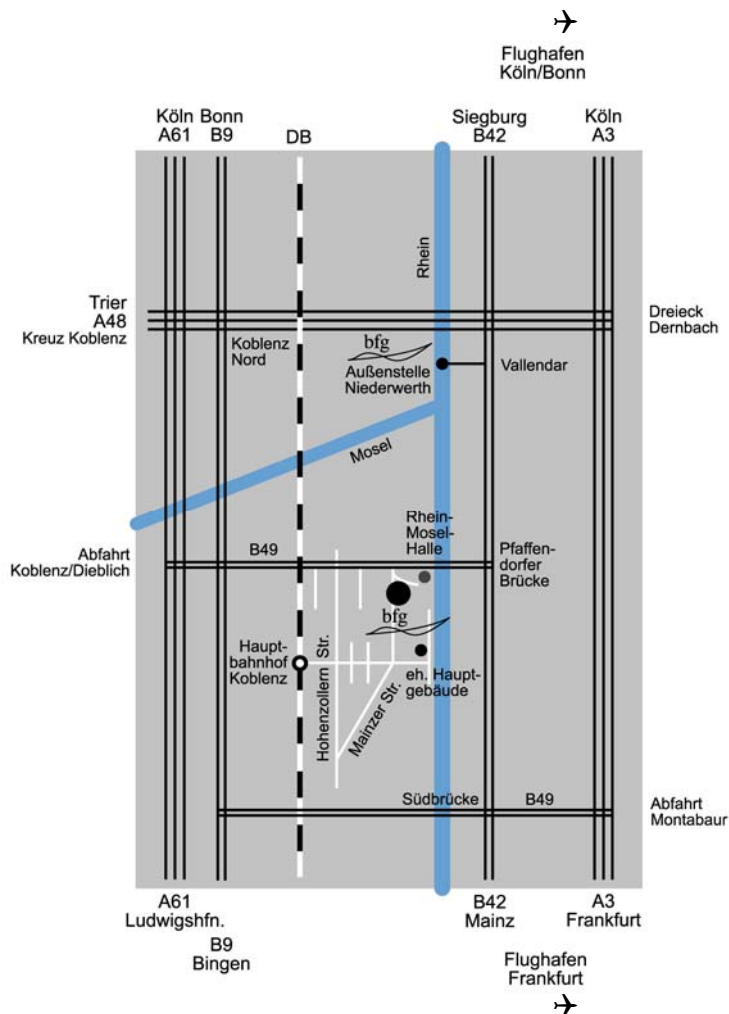 Flughafen
Köln/Bonn
Köln
A61
Bonn
B9
DB
Siegburg
B42
Köln
A3
Rhein
Trier
A48
Kreuz Koblenz
Dreieck
Dernbach
Koblenz
Nord
bfg
Außenstelle
Niederwerth
Vallendar
Mosel
Rhein-
Mosel-
Halle
Abfahrt
Koblenz/Dieblich
B49
Pfaffen-
dorfer
Brücke
bfg
Haupt-
bahnhof
Koblenz
Hohenzollern Str.
Mainzer Str.
eh. Haupt-
gebäude
Südbrücke
B49
Abfahrt
Montabaur
A61
Ludwigshfn.
B9
Bingen
B42
Mainz
A3
Frankfurt
Flughafen
Frankfurt